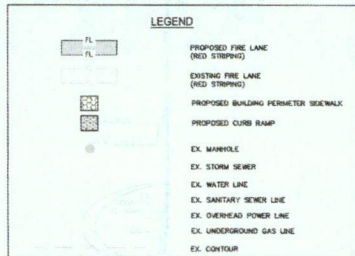 LEGEND
FL
FL
PROPOSED FIRE LANE
(RED STRIPING)
EXISTING FIRE LANE
(RED STRIPING)
PROPOSED BUILDING PERIMETER SIDEWALK
PROPOSED CURB RAMP
EX. MANHOLE
EX. STORM SEWER
EX. WATER LINE
EX. SANITARY SEWER LINE
EX. OVERHEAD POWER LINE
EX. UNDERGROUND GAS LINE
EX. CONTOUR